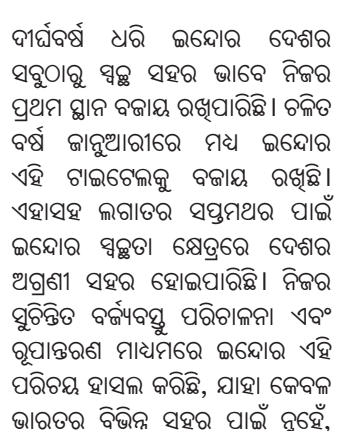 ଦୀର୍ଘବର୍ଷ ଧରି ଇନ୍ଦୋର ଦେଶର
ସବୁଠାରୁ ସ୍ୱଚ୍ଛ ସହର ଭାବେ ନିଜର
ପ୍ରଥମ ସ୍ଥାନ ବଜାୟ ରଖିପାରିଛି। ଚଳିତ
ବର୍ଷ ଜାନୁଆରୀରେ ମଧ୍ୟ ଇନ୍ଦୋର
ଏହି ଟାଇଟେଲକୁ ବଜାୟ ରଖିଛି।
ଏହାସହ ଲଗାତର ସପ୍ତମଥର ପାଇଁ
ଇନ୍ଦୋର ସ୍ୱଚ୍ଛତା କ୍ଷେତ୍ରରେ ଦେଶର
ଅଗ୍ରଣୀ ସହର ହୋଇପାରିଛି। ନିଜର
ସୁଚିନ୍ତିତ ବର୍ଜ୍ୟବସ୍ତୁ ପରିଚାଳନା ଏବଂ
ରୂପାନ୍ତରଣ ମାଧ୍ୟମରେ ଇନ୍ଦୋର ଏହି
ପରିଚୟ ହାସଲ କରିଛି, ଯାହା କେବଳ
ଭାରତର ବିଭିନ୍ନ ସହର ପାଇଁ ନୁହେଁ,